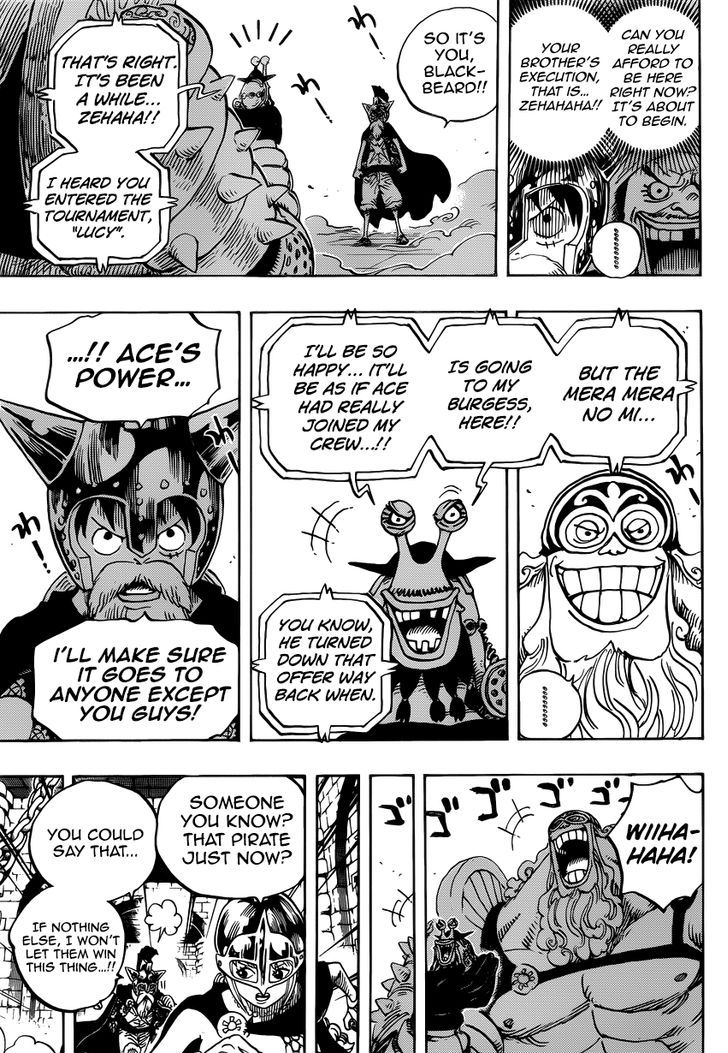 CAN YOU
REALLY
AFFORD TO
BE HERE
RIGHT NOW?
IT'S ABOUT
TO BEGIN.
YOUR
BROTHER'S
EXECUTION,
THAT IS...
ZEHAHAHA!!
SO IT'S
YOU,
BLACK-
BEARD!!
THAT'S RIGHT.
IT'S BEEN
A WHILE...
ZEHAHA!!
I HEARD YOU
ENTERED THE
TOURNAMENT,
"LUCY".
BUT THE
MERA MERA
NO MI...
IS GOING
TO MY
BURGESS,
HERE!!
I'LL BE SO
HAPPY... IT'LL
BE AS IF ACE
HAD REALLY
JOINED MY
CREW...!!
YOU KNOW,
HE TURNED
DOWN THAT
OFFER WAY
BACK WHEN.
...!! ACE'S
POWER...
I'LL MAKE SURE
IT GOES TO
ANYONE EXCEPT
YOU GUYS!
WIIHA-
HAHA!
ゴ
ゴ
ゴ
ゴ
SOMEONE
YOU KNOW?
THAT PIRATE
JUST NOW?
YOU COULD
SAY THAT...
IF NOTHING
ELSE, I WON'T
LET THEM WIN
THIS THING...!!